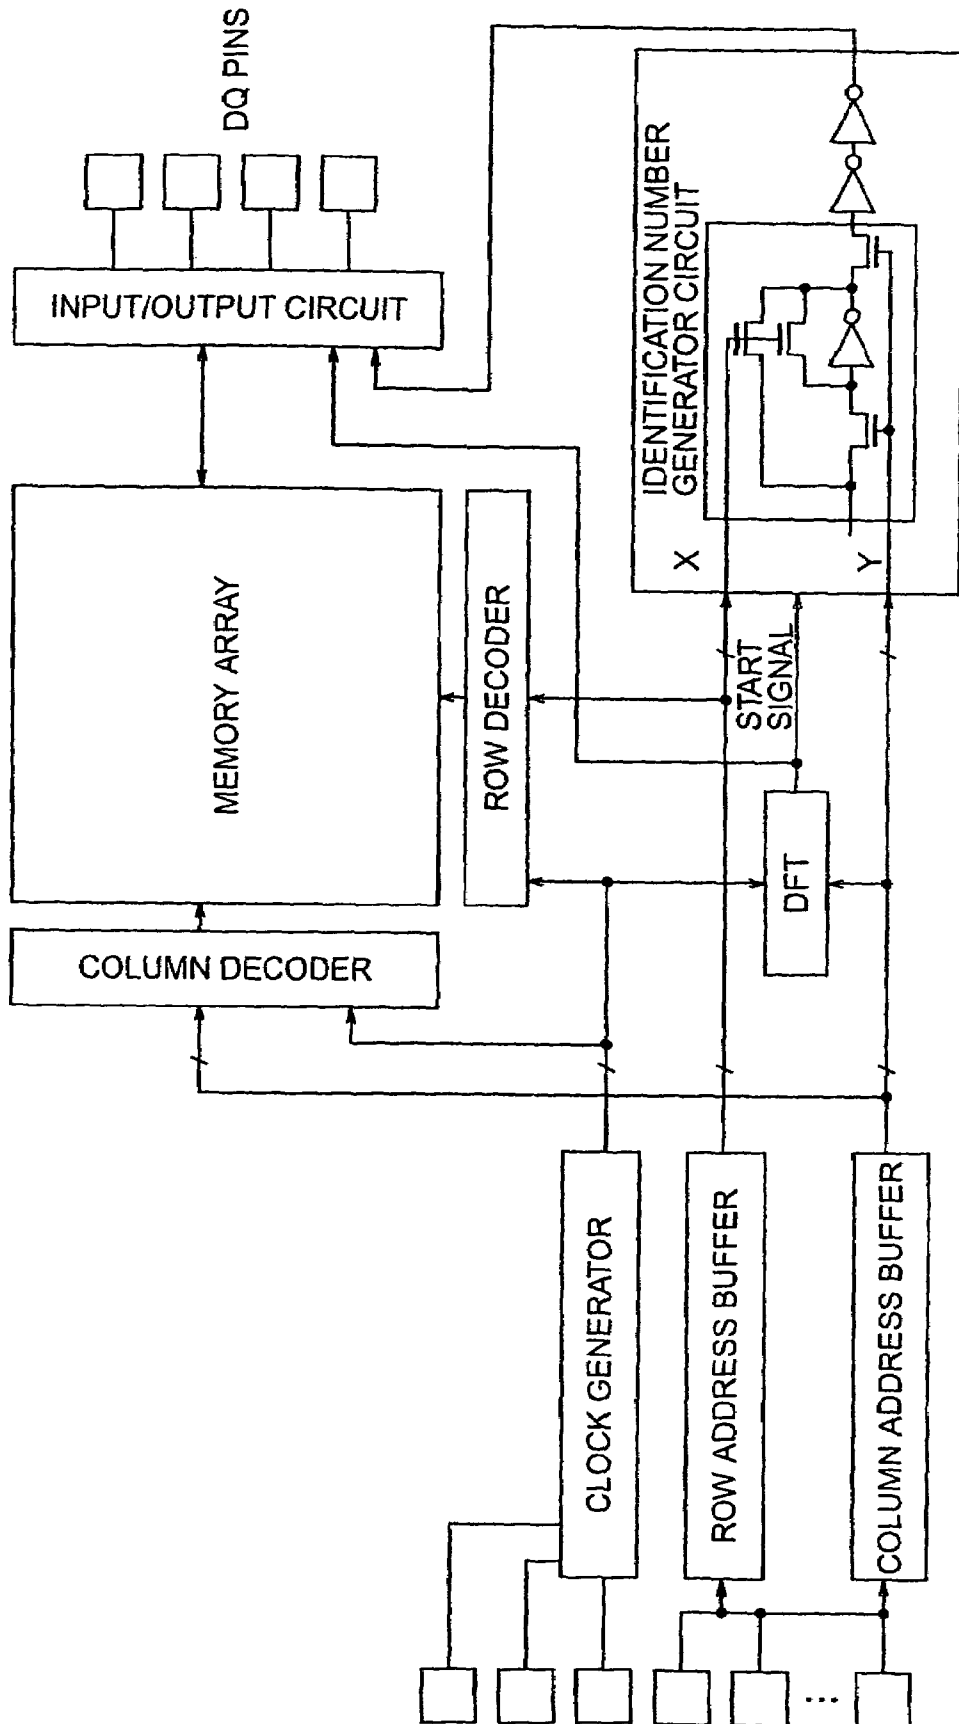 DQ PINS
INPUT/OUTPUT CIRCUIT
MEMORY ARRAY
COLUMN DECODER
ROW DECODER
IDENTIFICATION NUMBER
GENERATOR CIRCUIT
X
Y
START
SIGNAL
DFT
CLOCK GENERATOR
ROW ADDRESS BUFFER
COLUMN ADDRESS BUFFER
...